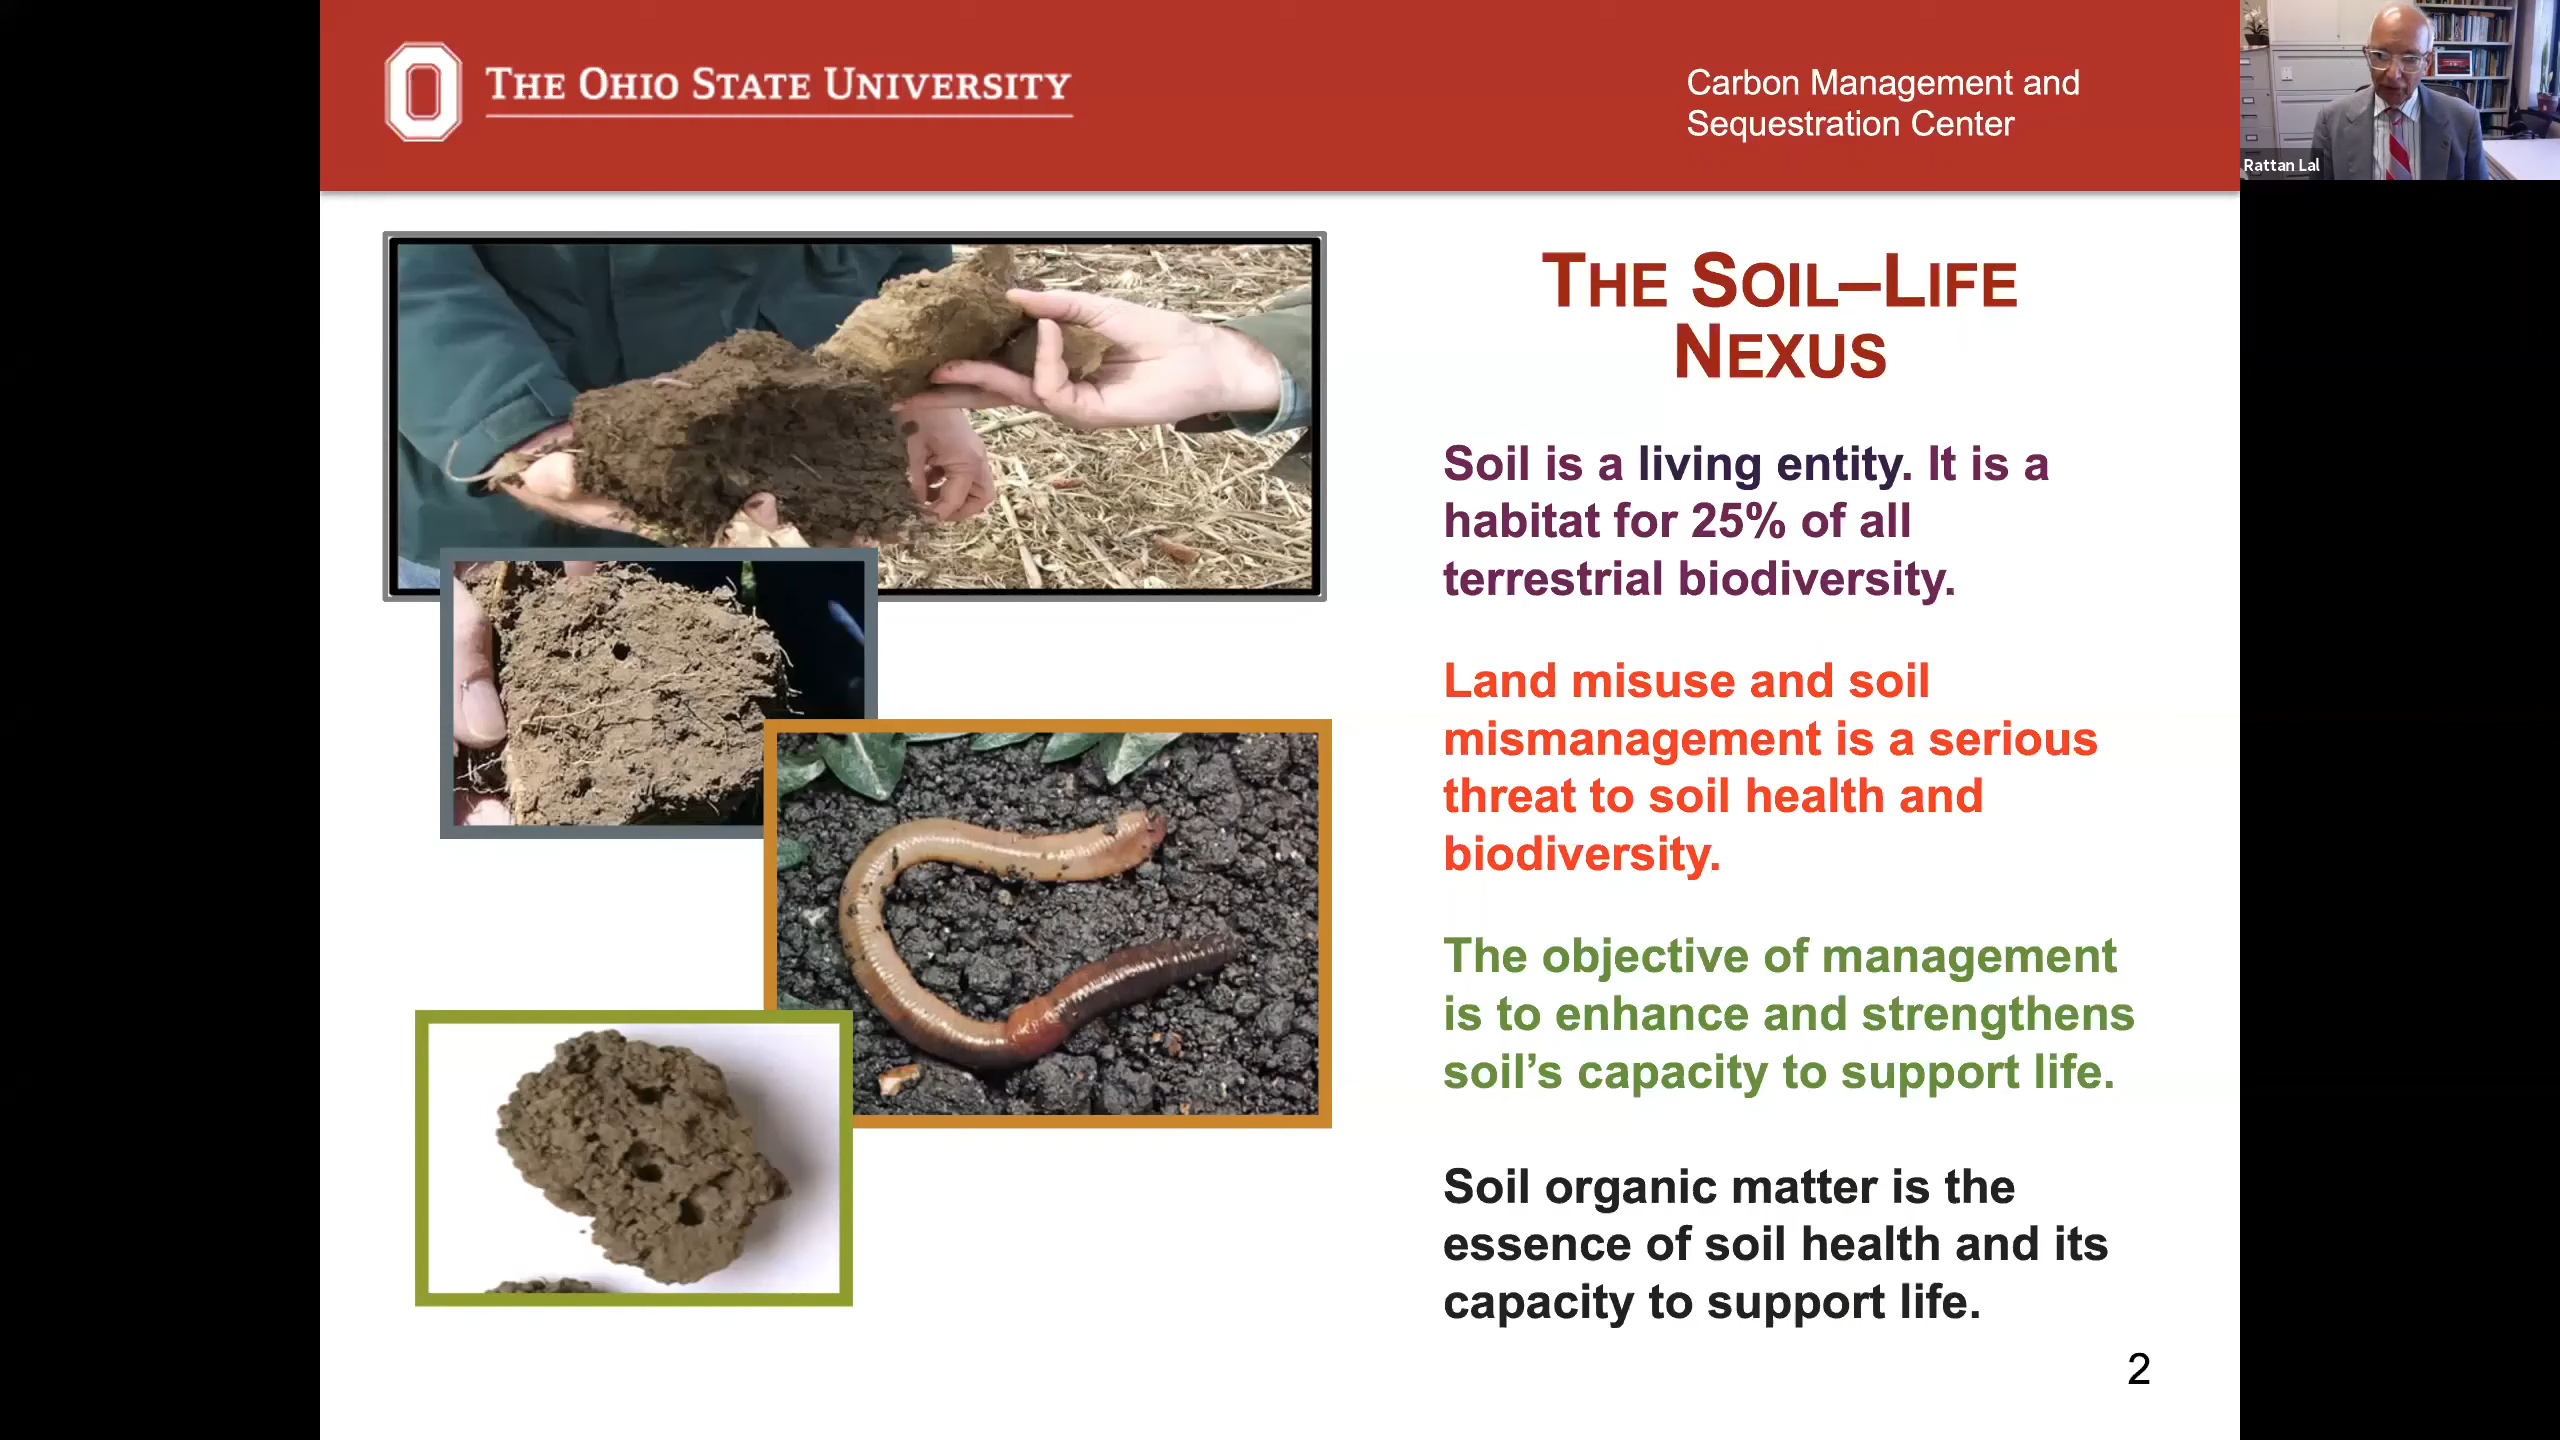 THE OHIO STATE UNIVERSITY
Carbon Management and
Sequestration Center
Rattan Lal
THE SOIL–LIFE
NEXUS
Soil is a living entity. It is a
habitat for 25% of all
terrestrial biodiversity.
Land misuse and soil
mismanagement is a serious
threat to soil health and
biodiversity.
The objective of management
is to enhance and strengthens
soil’s capacity to support life.
Soil organic matter is the
essence of soil health and its
capacity to support life.
2